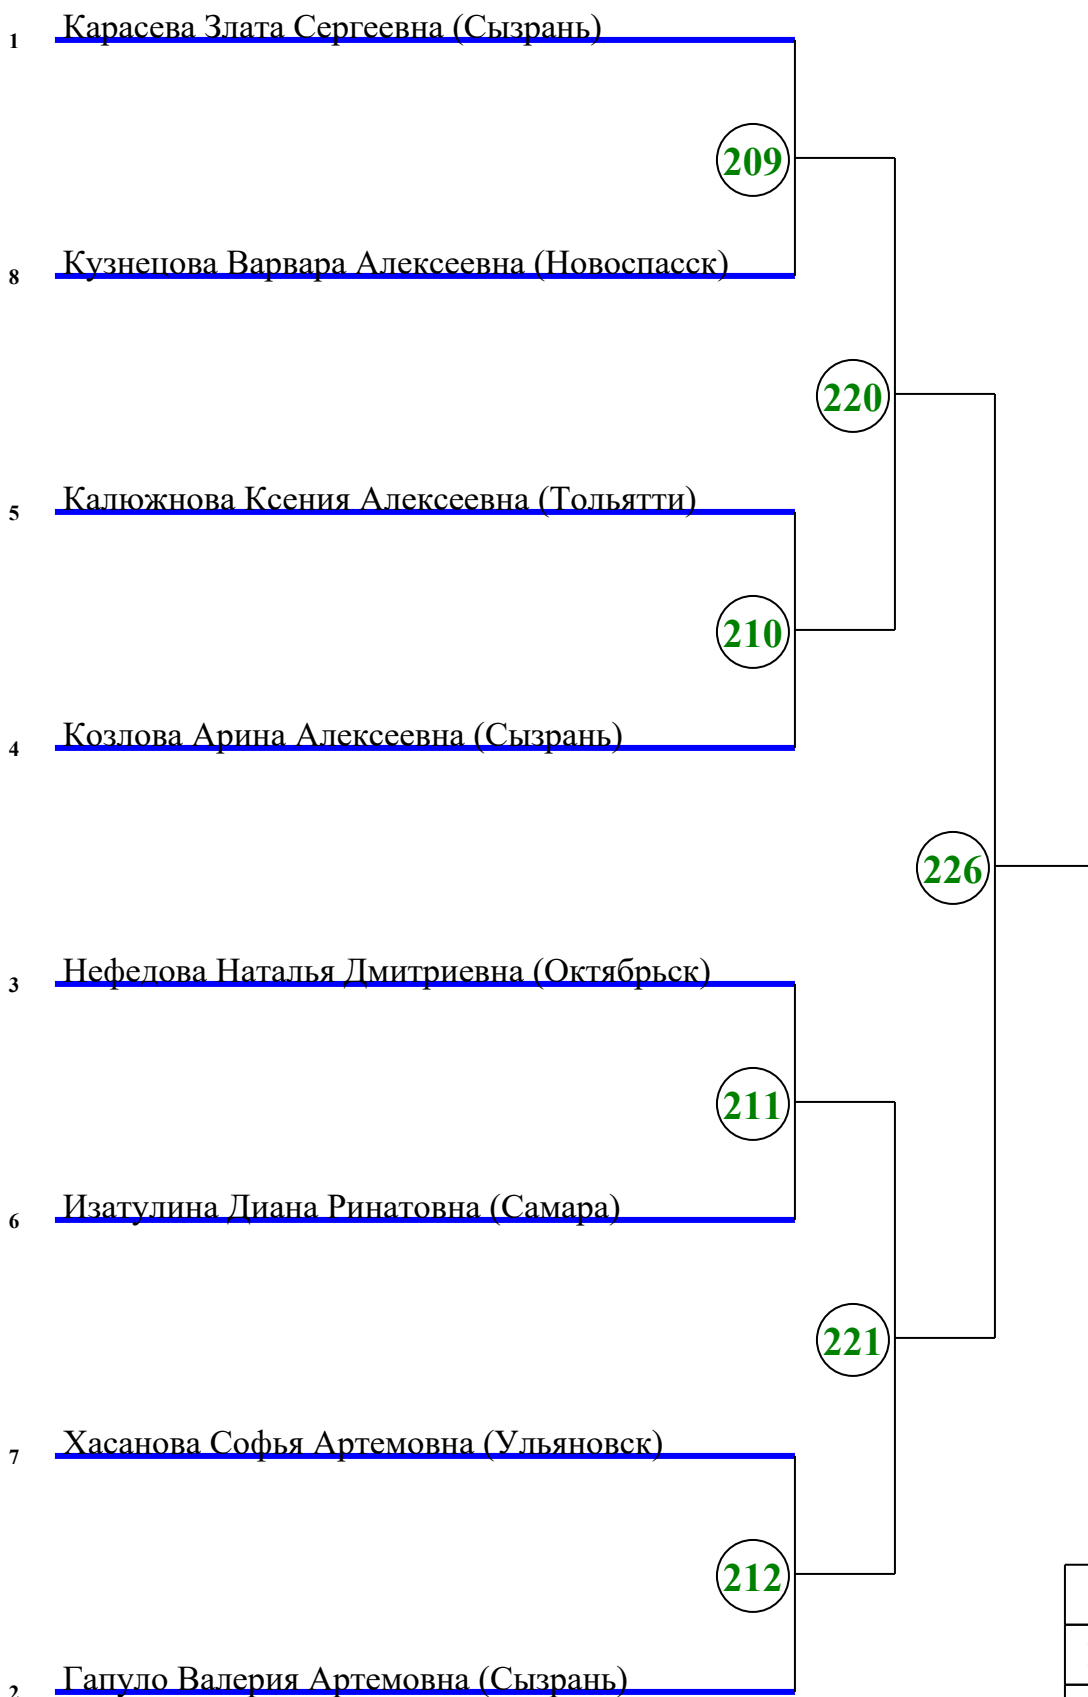 1 Карасева Злата Сергеевна (Сызрань)
209
8 Кузнецова Варвара Алексеевна (Новоспасск)
220
5 Калюжнова Ксения Алексеевна (Тольятти)
210
4 Козлова Арина Алексеевна (Сызрань)
226
3 Нефедова Наталья Дмитриевна (Октябрьск)
211
6 Изатулина Диана Ринатовна (Самара)
221
7 Хасанова Софья Артемовна (Ульяновск)
212
2 Гапуло Валерия Артемовна (Сызрань)